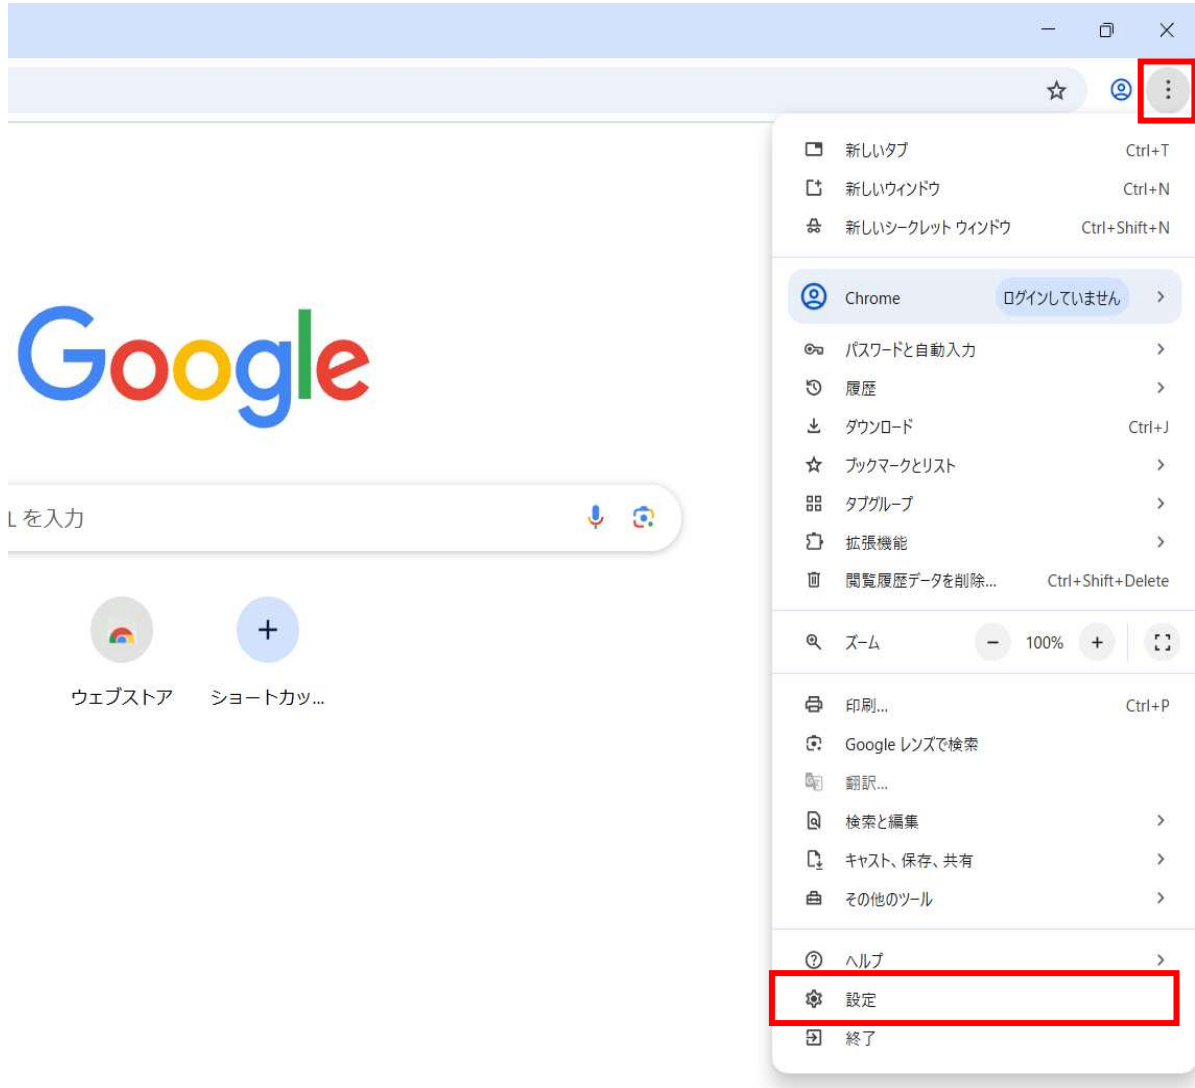 新しいタブ Ctrl+T
新しいウィンドウ Ctrl+N
新しいシークレット ウィンドウ Ctrl+Shift+N
Chrome ログインしていません
パスワードと自動入力
履歴
ダウンロード Ctrl+J
ブックマークとリスト
タブグループ
拡張機能
閲覧履歴データを削除... Ctrl+Shift+Delete
ズーム − 100% +
印刷... Ctrl+P
Google レンズで検索
翻訳...
検索と編集
キャスト、保存、共有
その他のツール
ヘルプ
設定
終了
Google
L を入力
ウェブストア ショートカッ...